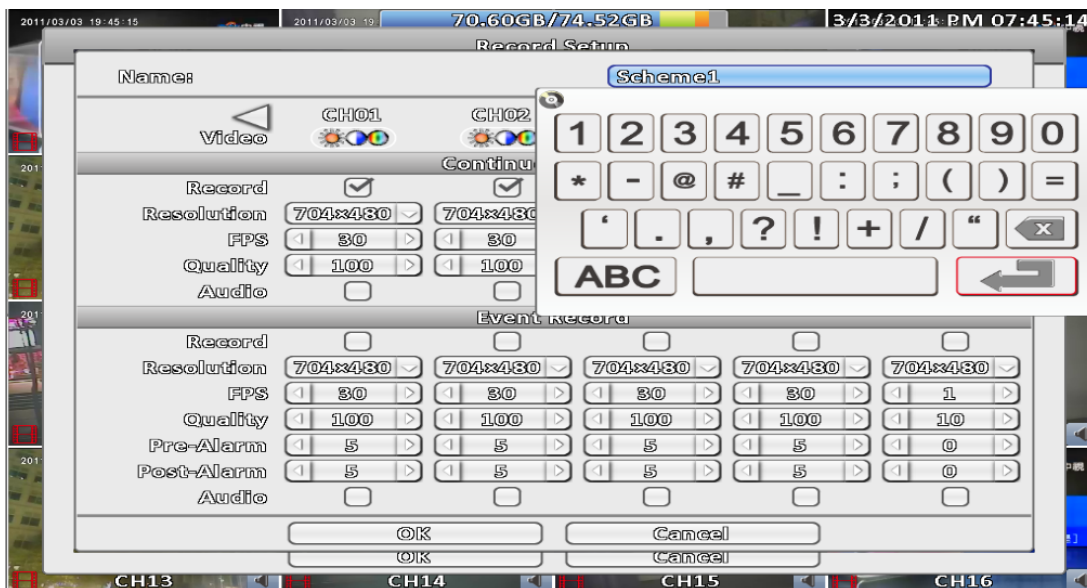 2011/03/03 19:45:15 2011/03/03 19 70.60GB/74.52GB 3/3/2011 PM 07:45:14
Record Setup
Name: Scheme1
Video CH01 CH02
1 2 3 4 5 6 7 8 9 0
Continu
* - @ # _ : ; ( ) =
Record
Resolution 704x480 704x480
‘ . , ? ! + / “ X
FPS 30 30
Quality 100 100
ABC
Audio
Event Record
Record
Resolution 704x480 704x480 704x480 704x480 704x480
FPS 30 30 30 30 1
Quality 100 100 100 100 10
Pre-Alarm 5 5 5 5 0
Post-Alarm 5 5 5 5 0
Audio
OK Cancel
OK Cancel
CH13 CH14 CH15 CH16